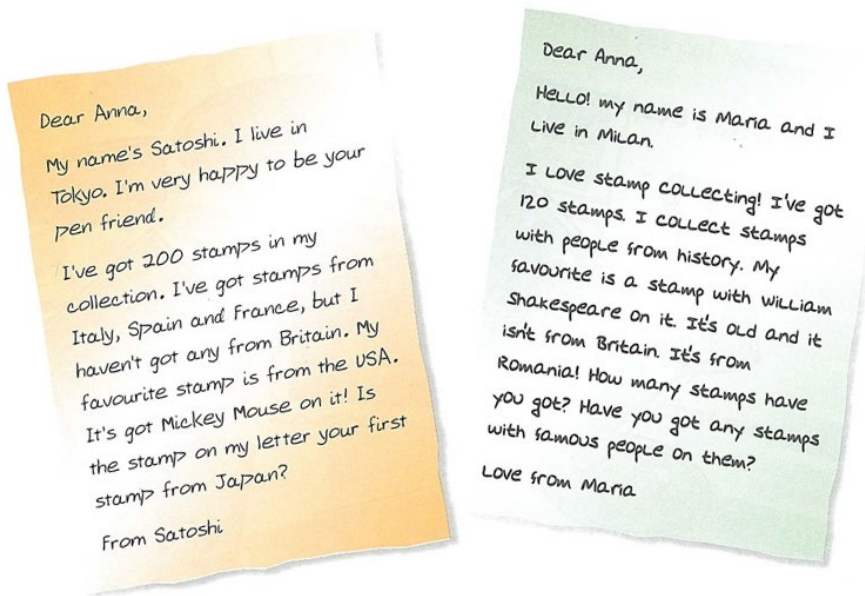 Dear Anna,
My name's Satoshi. I live in
Tokyo. I'm very happy to be your
pen friend.
I've got 200 stamps in my
collection. I've got stamps from
Italy, Spain and France, but I
haven't got any from Britain. My
favourite stamp is from the USA.
It's got Mickey Mouse on it! Is
the stamp on my letter your first
stamp from Japan?
From Satoshi
Dear Anna,
Hello! my name is Maria and I
live in Milan.
I love stamp collecting! I've got
120 stamps. I collect stamps
with people from history. My
favourite is a stamp with William
Shakespeare on it. It's old and it
isn't from Britain. It's from
Romania! How many stamps have
you got? Have you got any stamps
with famous people on them?
Love from Maria